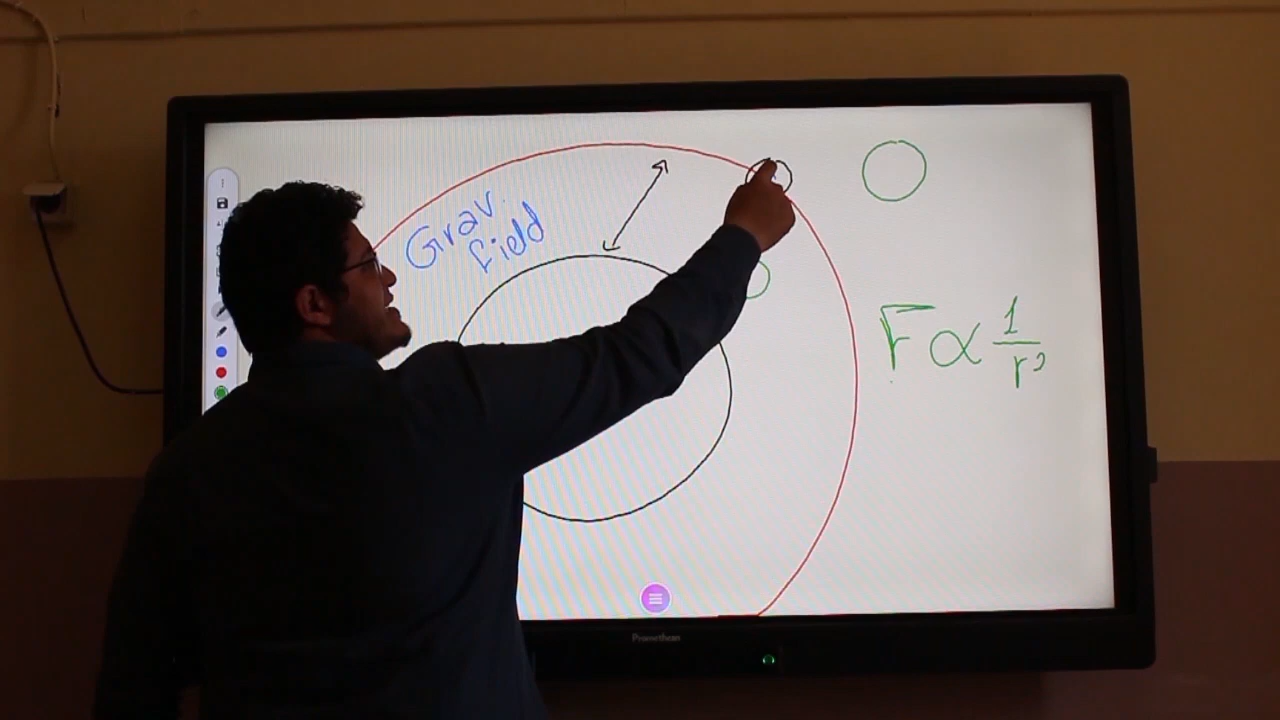 Grav.
field
F ∝ 1/r²
Promethean